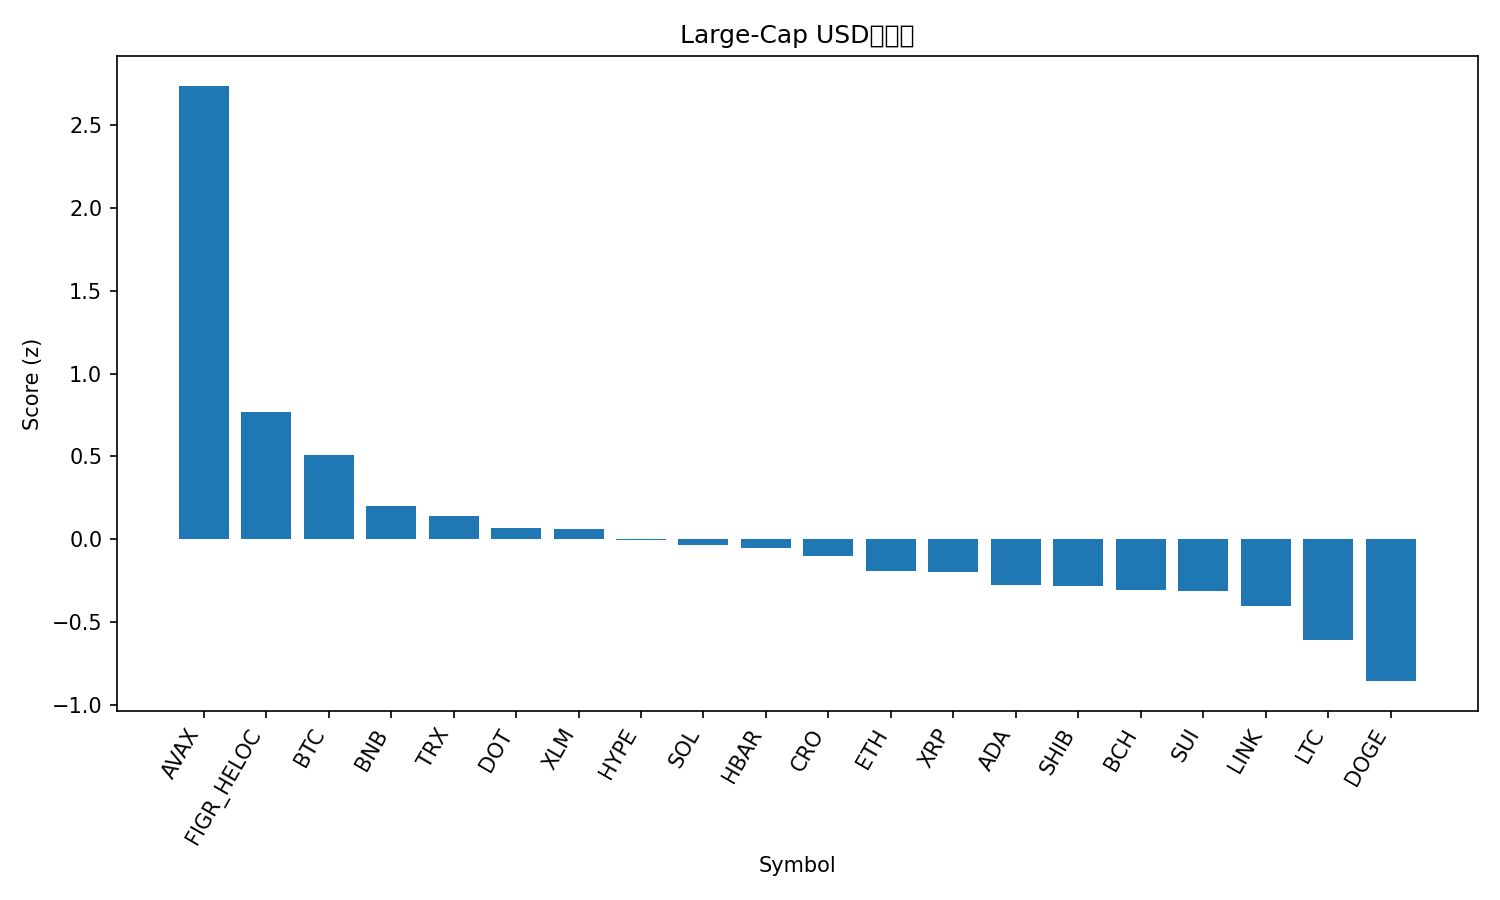 Large-Cap USD
Score (z)
2.5
2.0
1.5
1.0
0.5
0.0
−0.5
−1.0
AVAX
FIGR_HELOC
BTC
BNB
TRX
DOT
XLM
HYPE
SOL
HBAR
CRO
ETH
XRP
ADA
SHIB
BCH
SUI
LINK
LTC
DOGE
Symbol